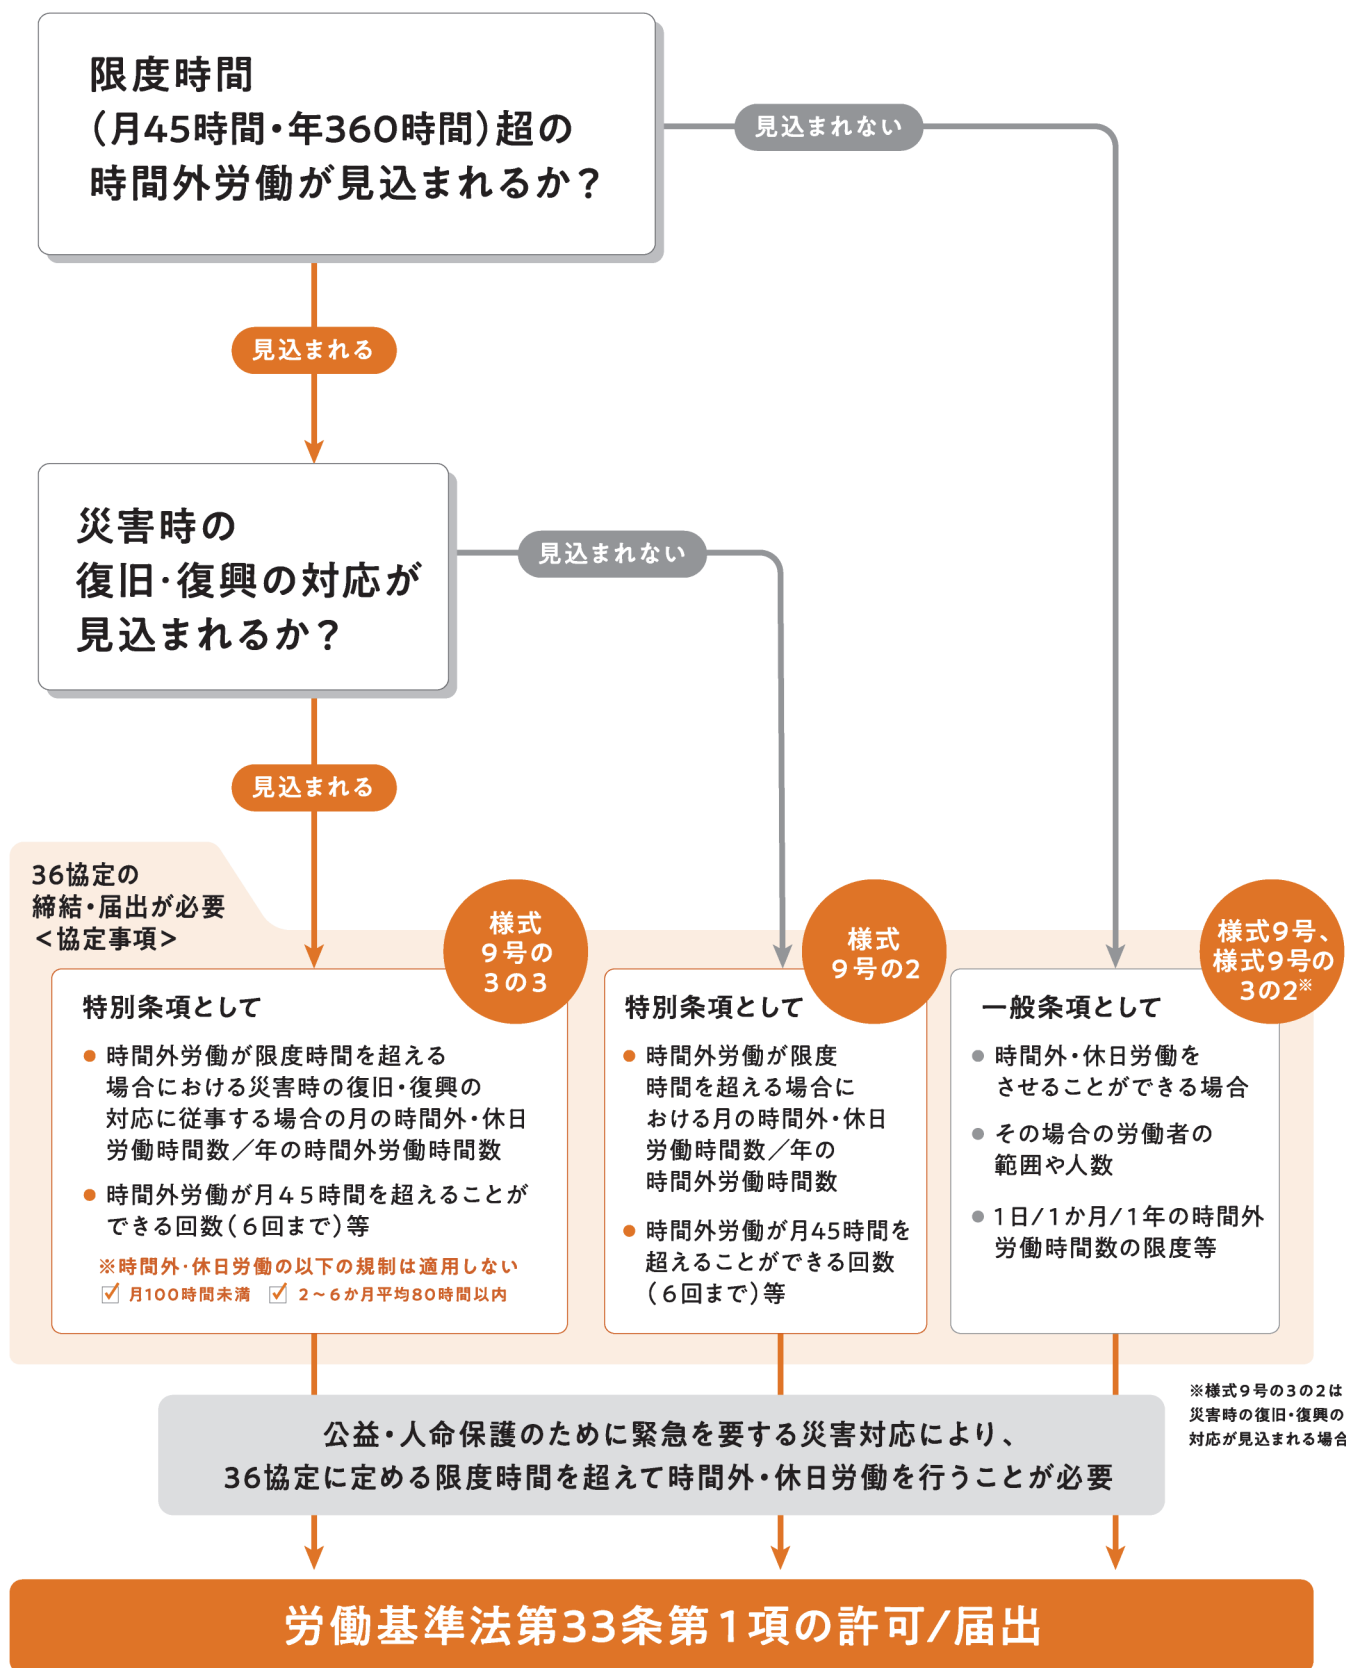 限度時間
（月45時間・年360時間）超の
時間外労働が見込まれるか？
見込まれない
見込まれる
災害時の
復旧・復興の対応が
見込まれるか？
見込まれない
見込まれる
36協定の
締結・届出が必要
＜協定事項＞
様式
９号の
３の３
特別条項として
時間外労働が限度時間を超える
場合における災害時の復旧・復興の
対応に従事する場合の月の時間外・休日
労働時間数／年の時間外労働時間数
時間外労働が月４５時間を超えることが
できる回数（６回まで）等
※時間外・休日労働の以下の規制は適用しない
月100時間未満 ２～６か月平均80時間以内
様式
９号の2
特別条項として
時間外労働が限度
時間を超える場合に
おける月の時間外・休日
労働時間数／年の
時間外労働時間数
時間外労働が月45時間を
超えることができる回数
（６回まで）等
様式９号、
様式９号の
３の2※
一般条項として
時間外・休日労働を
させることができる場合
その場合の労働者の
範囲や人数
1日/1か月/1年の時間外
労働時間数の限度等
※様式９号の３の２は
災害時の復旧・復興の
対応が見込まれる場合
公益・人命保護のために緊急を要する災害対応により、
36協定に定める限度時間を超えて時間外・休日労働を行うことが必要
労働基準法第33条第１項の許可/届出